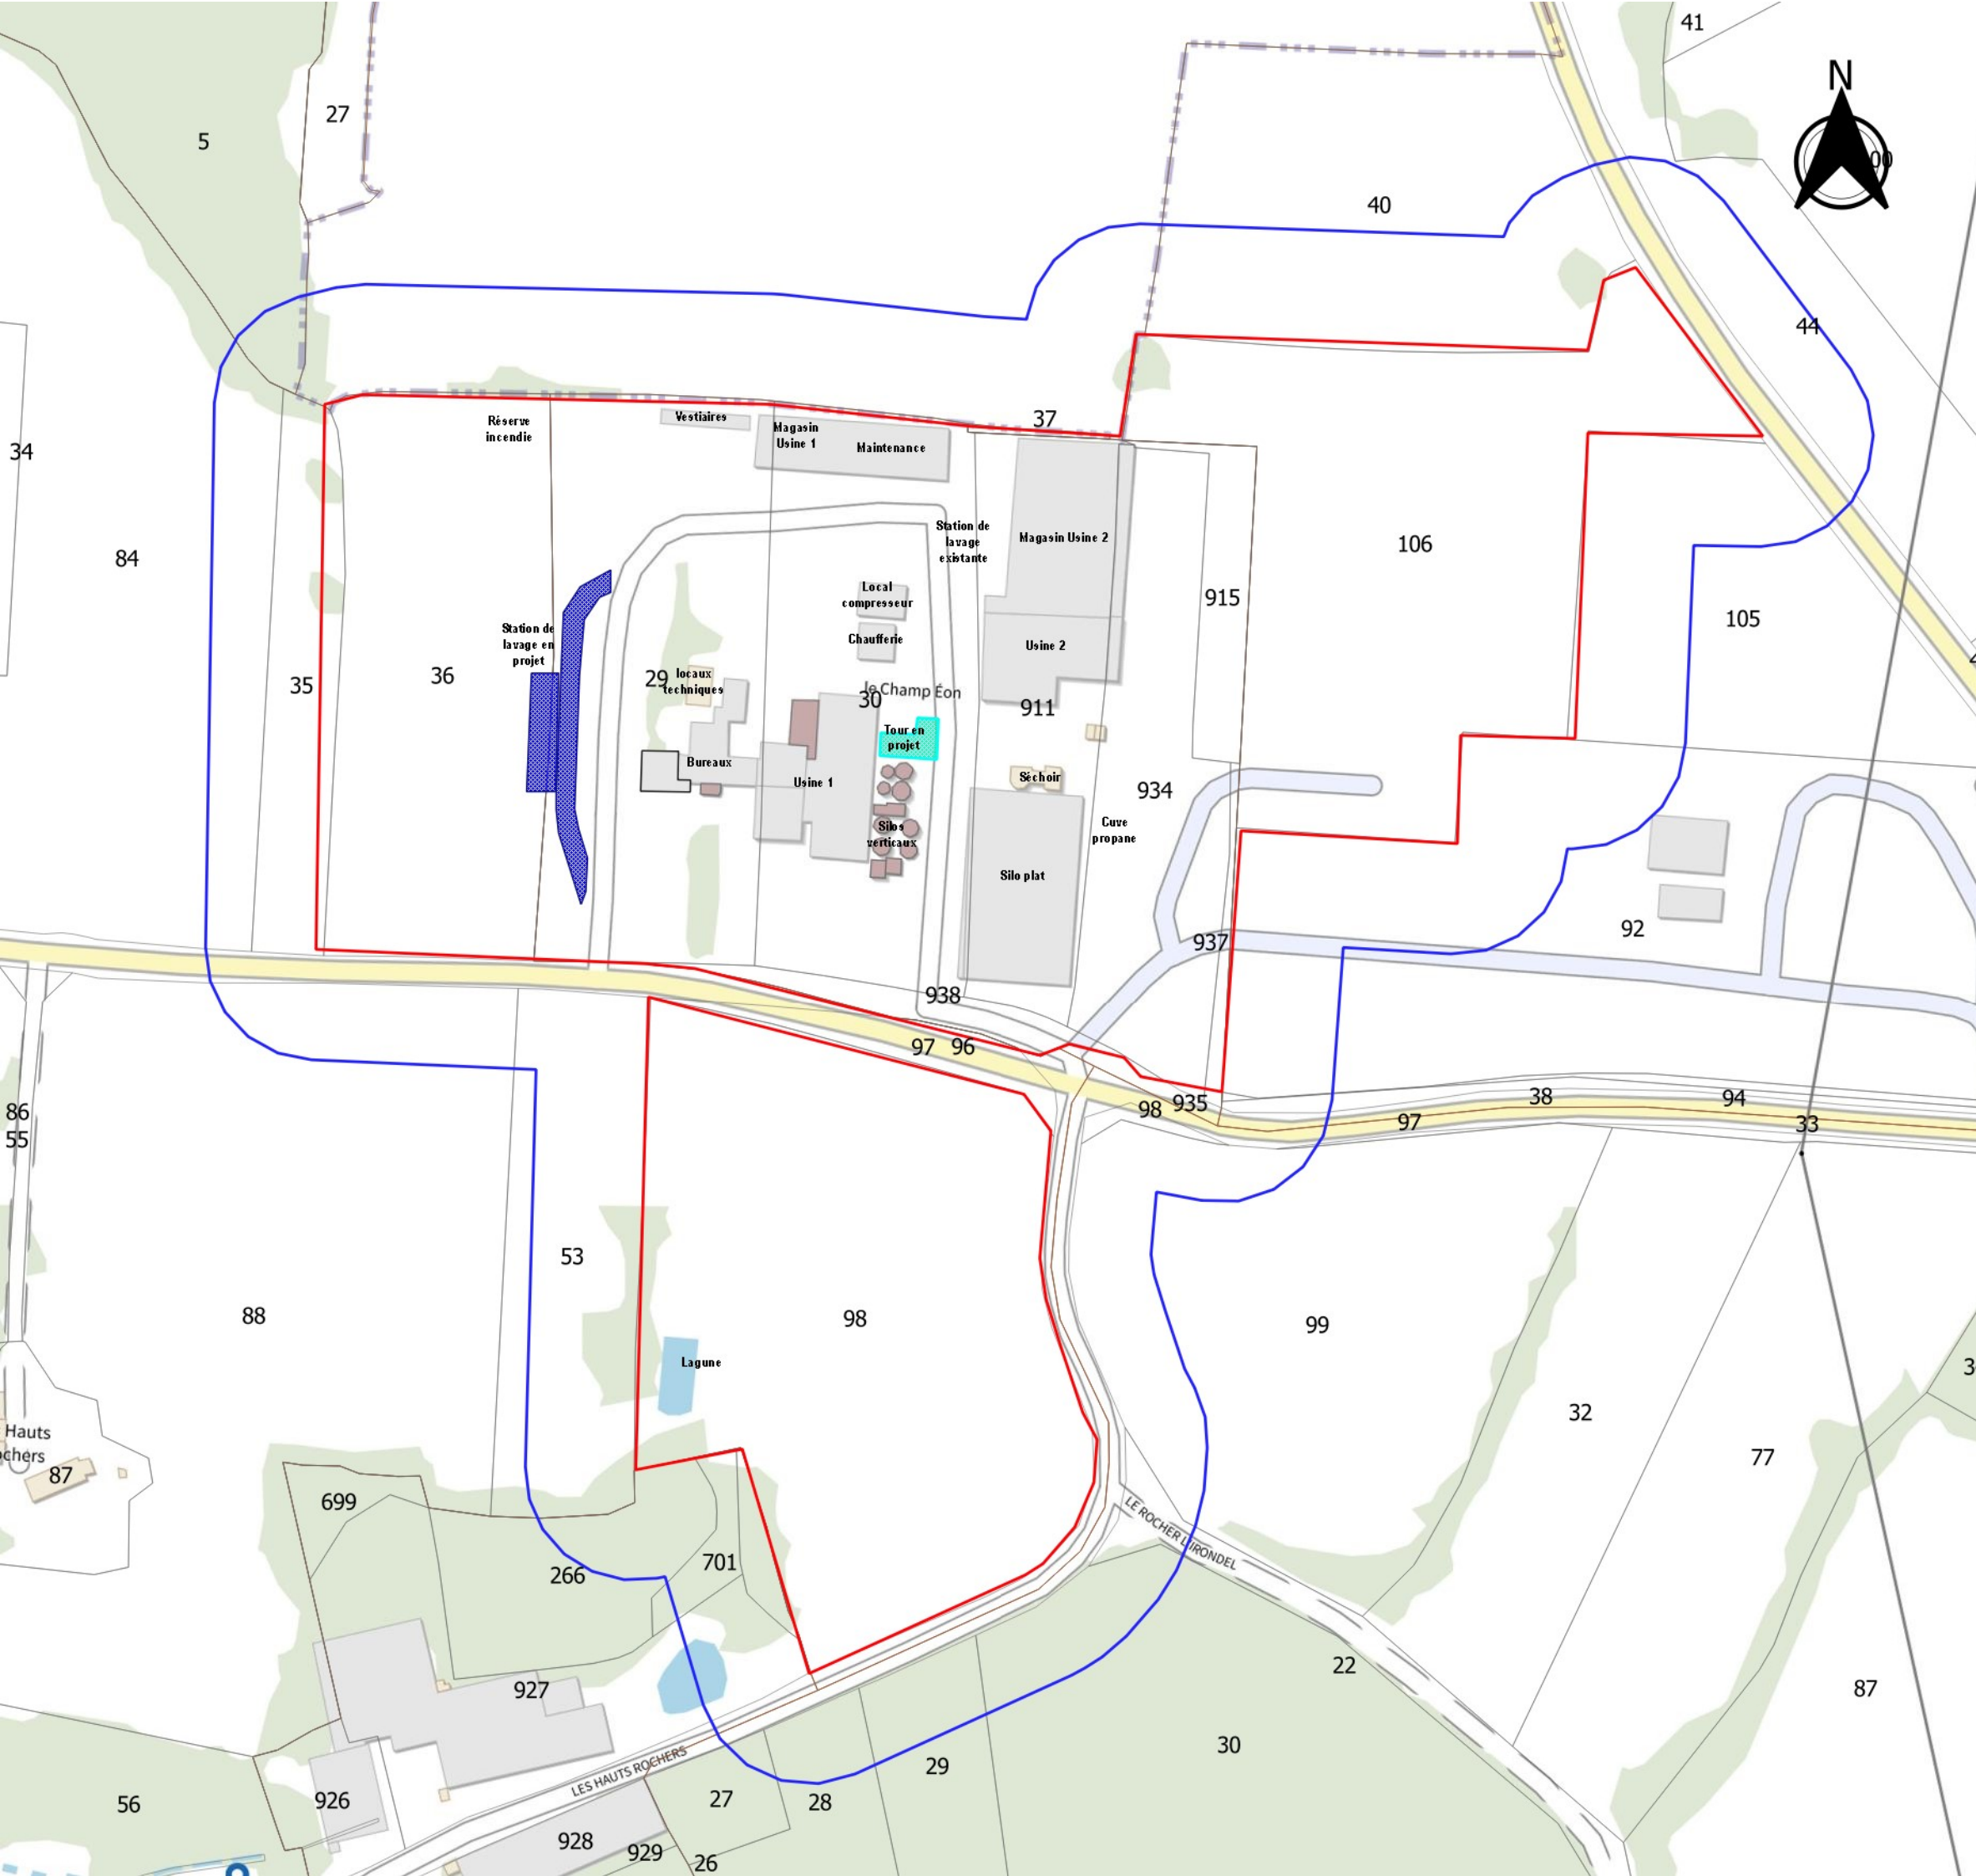 41
N
27
5
00
40
44
37
Réserve
incendie
Vestiaires
Magasin
Usine 1
Maintenance
34
84
Station de
lavage
existante
Magasin Usine 2
106
Local
compresseur
915
105
Station de
lavage en
projet
Chaufferie
Usine 2
35
36
29
locaux
techniques
le Champ Éon
30
911
Tour en
projet
Bureaux
Usine 1
Séchoir
934
Silos
verticaux
Cuve
propane
Silo plat
92
937
938
97
96
98
935
38
94
97
33
86
55
53
88
98
99
Lagune
32
77
Hauts
ochers
87
699
LE ROCHER L'IRONDEL
266
701
22
87
927
30
LES HAUTS ROCHERS
29
27
28
56
926
928
929
26